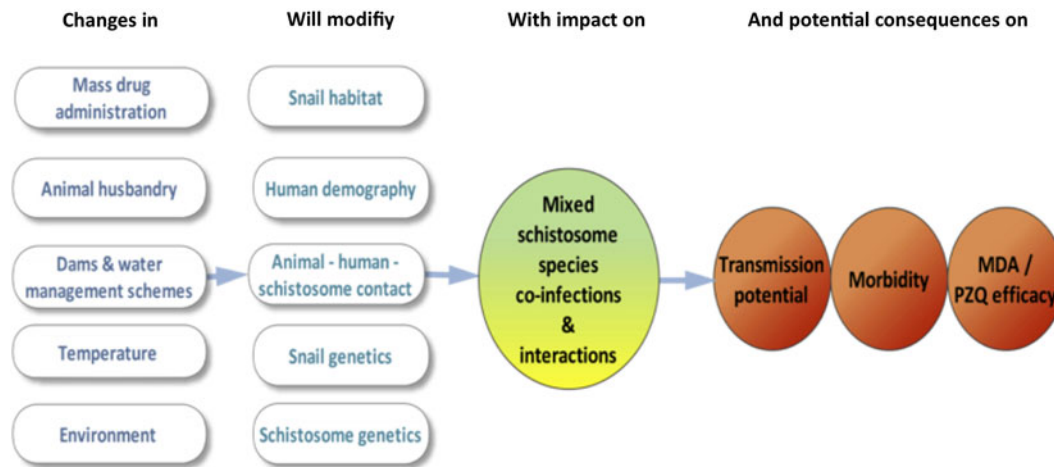 Changes in
Will modifiy
With impact on
And potential consequences on
Mass drug
administration
Animal husbandry
Dams & water
management schemes
Temperature
Environment
Snail habitat
Human demography
Animal - human -
schistosome contact
Snail genetics
Schistosome genetics
Mixed
schistosome
species
co-infections
&
interactions
Transmission
potential
Morbidity
MDA /
PZQ efficacy